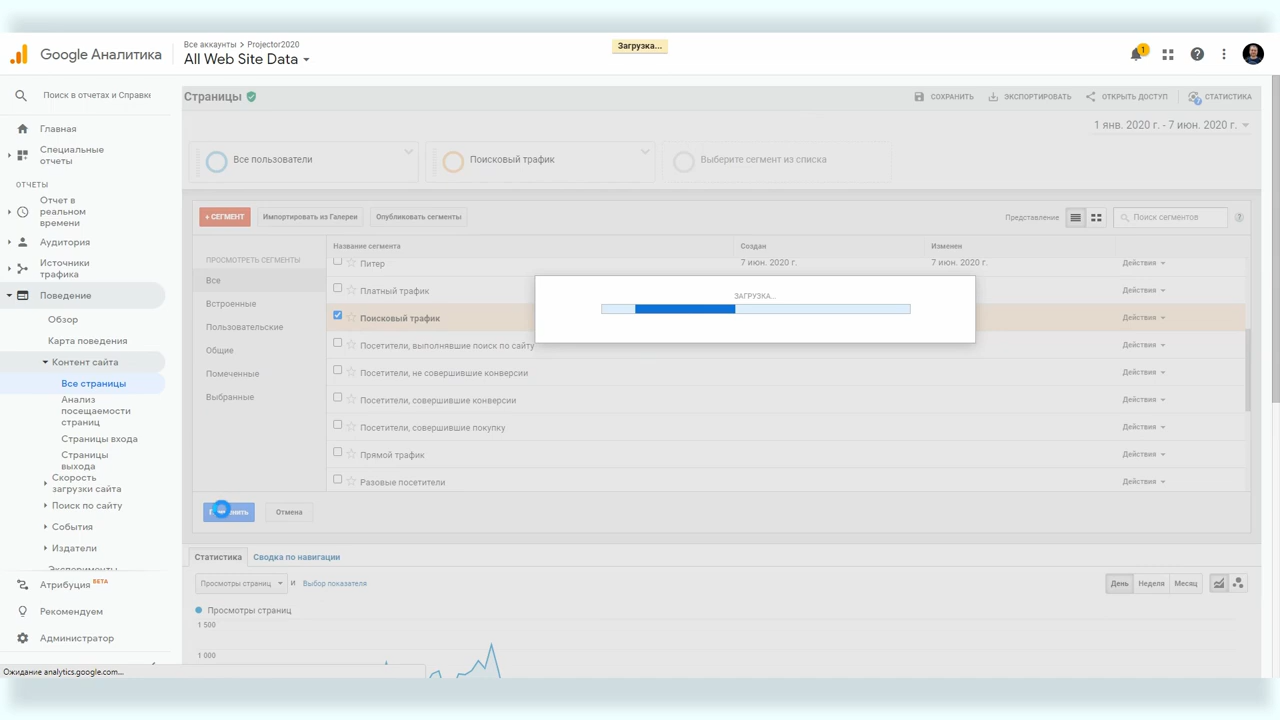 Google Аналитика
Все аккаунты > Projector2020
All Web Site Data
Загрузка...
1
Поиск в отчетах и Справке
Главная
Специальные
отчеты
ОТЧЕТЫ
Отчет в
реальном
времени
Аудитория
Источники
трафика
Поведение
Обзор
Карта поведения
Контент сайта
Все страницы
Анализ
посещаемости
страниц
Страницы входа
Страницы
выхода
Скорость
загрузки сайта
Поиск по сайту
События
Издатели
Эксперименты
Атрибуция BETA
Рекомендуем
Администратор
Ожидание analytics.google.com...
Страницы
СОХРАНИТЬ
ЭКСПОРТИРОВАТЬ
ОТКРЫТЬ ДОСТУП
СТАТИСТИКА
1 янв. 2020 г. - 7 июн. 2020 г.
Все пользователи
Поисковый трафик
Выберите сегмент из списка
+ СЕГМЕНТ
Импортировать из Галереи
Опубликовать сегменты
Представление
Поиск сегментов
ПРОСМОТРЕТЬ СЕГМЕНТЫ
Все
Встроенные
Пользовательские
Общие
Помеченные
Выбранные
Название сегмента
Создан
Изменен
Питер
7 июн. 2020 г.
7 июн. 2020 г.
Действия
Платный трафик
Действия
Поисковый трафик
Действия
Посетители, выполнявшие поиск по сайту
Действия
Посетители, не совершившие конверсии
Действия
Посетители, совершившие конверсии
Действия
Посетители, совершившие покупку
Действия
Прямой трафик
Действия
Разовые посетители
Действия
ЗАГРУЗКА...
Отмена
Статистика
Сводка по навигации
Просмотры страниц
и
Выбор показателя
День
Неделя
Месяц
Просмотры страниц
1 500
1 000